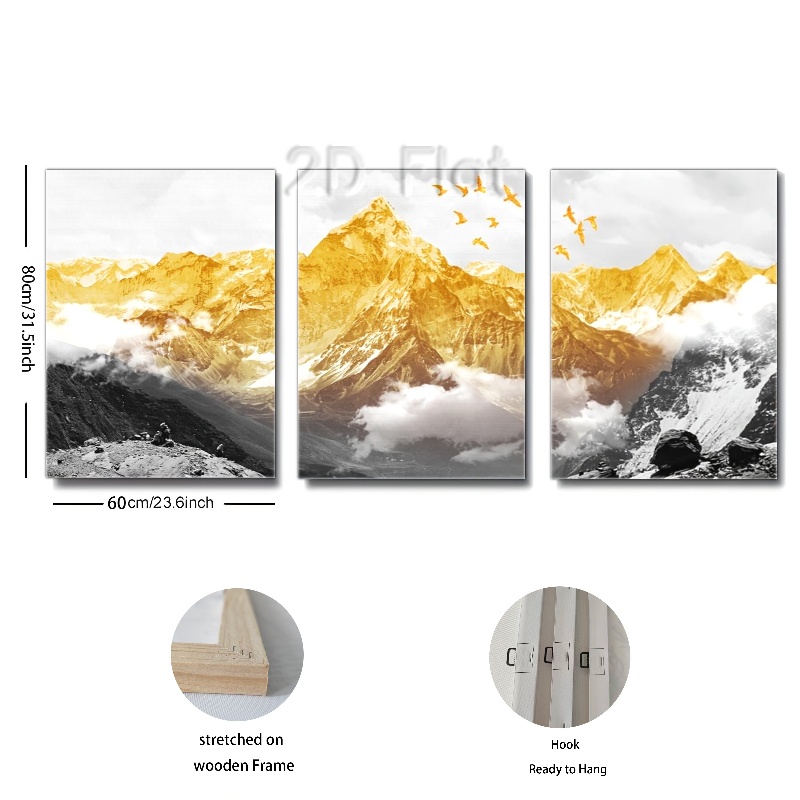 2D Flat
80cm/31.5inch
60cm/23.6inch
stretched on
wooden Frame
Hook
Ready to Hang